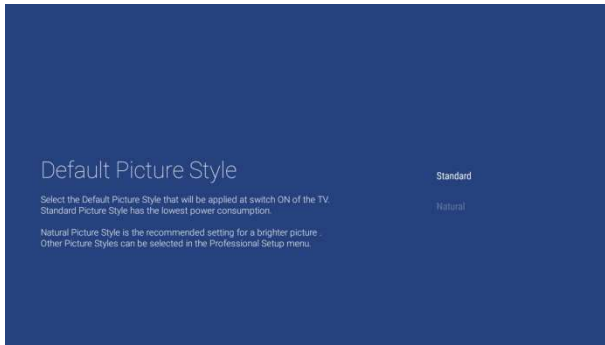 Default Picture Style
Select the Default Picture Style that will be applied at switch ON of the TV.
Standard Picture Style has the lowest power consumption.
Natural Picture Style is the recommended setting for a brighter picture .
Other Picture Styles can be selected in the Professional Setup menu.
Standard
Natural